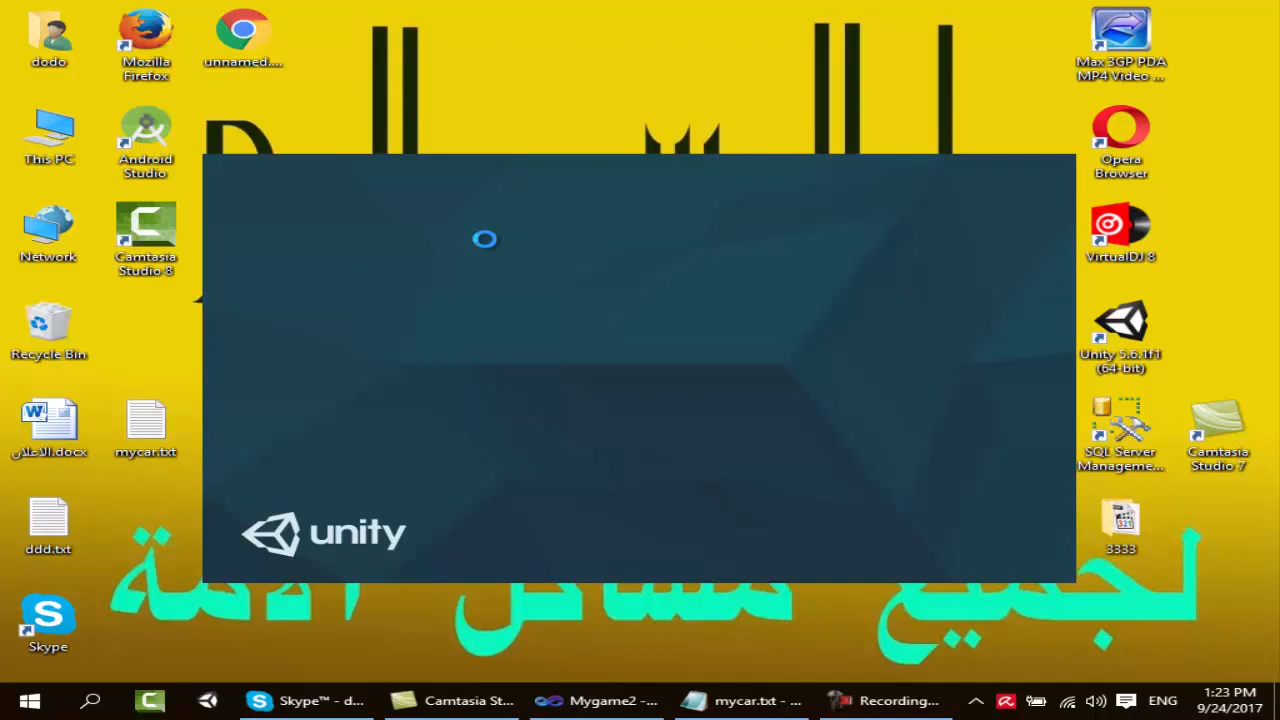 dodo
Mozilla
Firefox
unnamed....
Max 3GP PDA
MP4 Video ...
This PC
Android
Studio
Opera
Browser
Network
Camtasia
Studio 8
VirtualDJ 8
Recycle Bin
Unity 5.6.1f1
(64-bit)
الاعلان.docx
mycar.txt
SQL Server
Manageme...
Camtasia
Studio 7
unity
ddd.txt
3333
لجميع مشاكل الأمة
Skype
Skype™ - d...
Camtasia St...
Mygame2 -...
mycar.txt - ...
Recording...
ENG
1:23 PM
9/24/2017